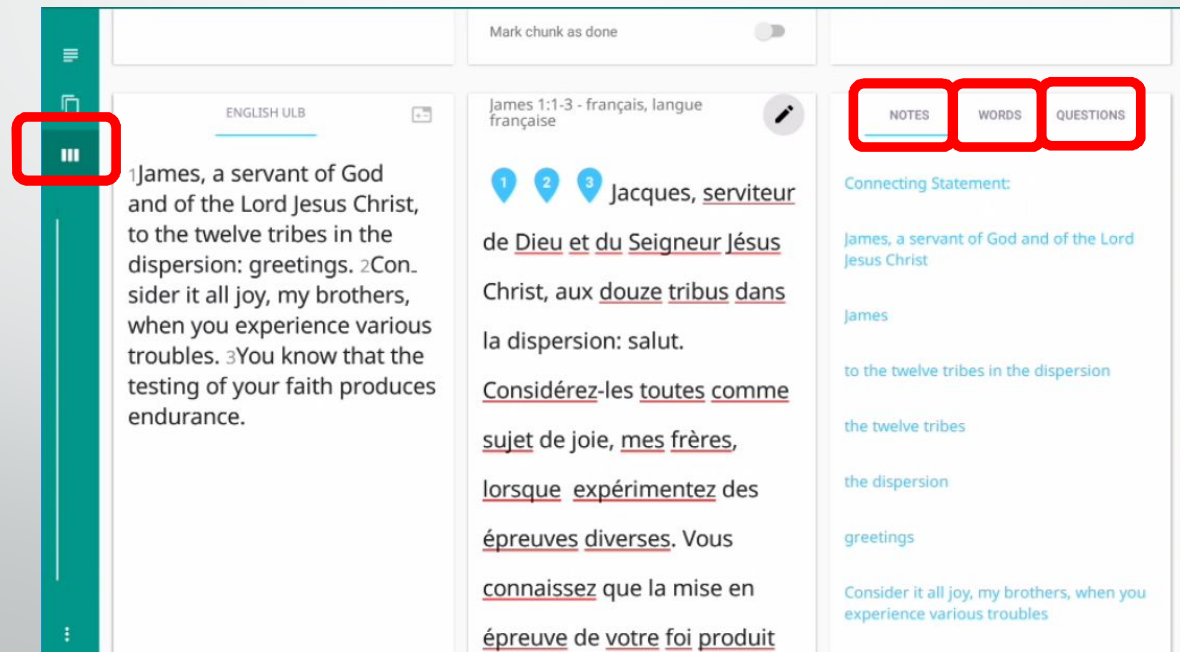 Mark chunk as done
ENGLISH ULB
1James, a servant of God
and of the Lord Jesus Christ,
to the twelve tribes in the
dispersion: greetings. 2Con-
sider it all joy, my brothers,
when you experience various
troubles. 3You know that the
testing of your faith produces
endurance.
James 1:1-3 - français, langue
française
1 2 3 Jacques, serviteur
de Dieu et du Seigneur Jésus
Christ, aux douze tribus dans
la dispersion: salut.
Considérez-les toutes comme
sujet de joie, mes frères,
lorsque expérimentez des
épreuves diverses. Vous
connaissez que la mise en
épreuve de votre foi produit
NOTES WORDS QUESTIONS
Connecting Statement:
James, a servant of God and of the Lord
Jesus Christ
James
to the twelve tribes in the dispersion
the twelve tribes
the dispersion
greetings
Consider it all joy, my brothers, when you
experience various troubles